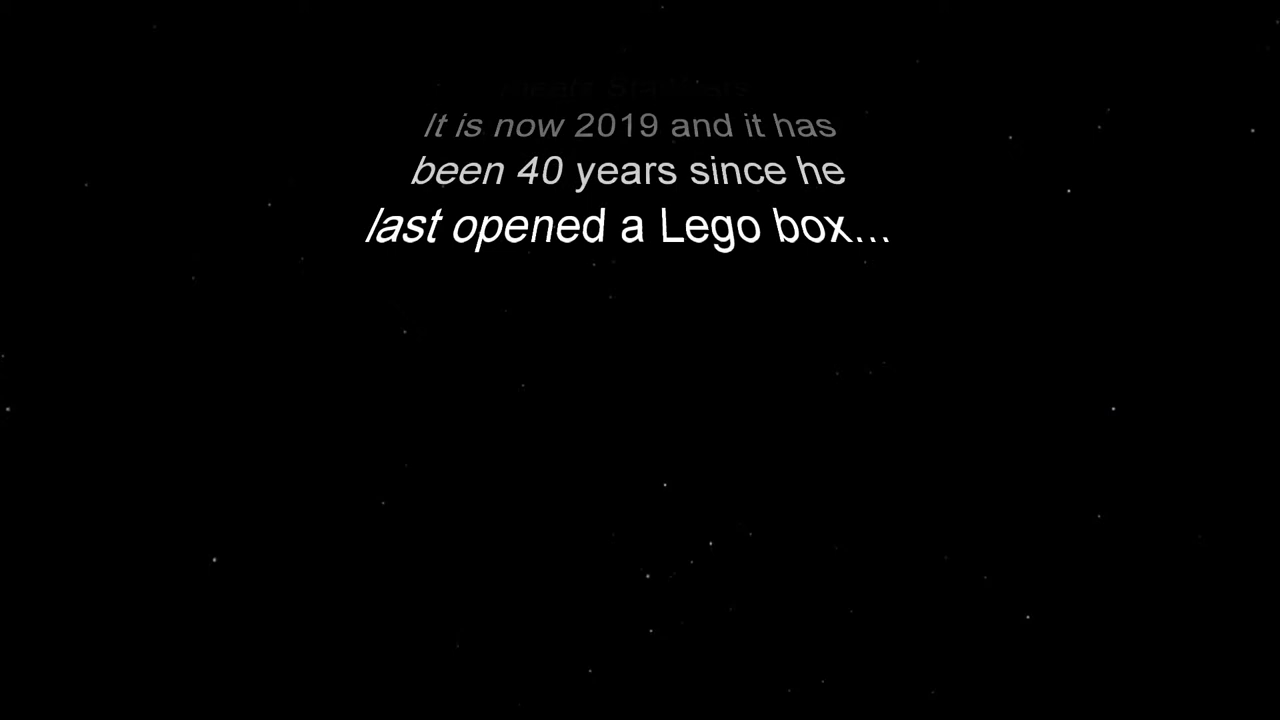 It is now 2019 and it has
been 40 years since he
last opened a Lego box...